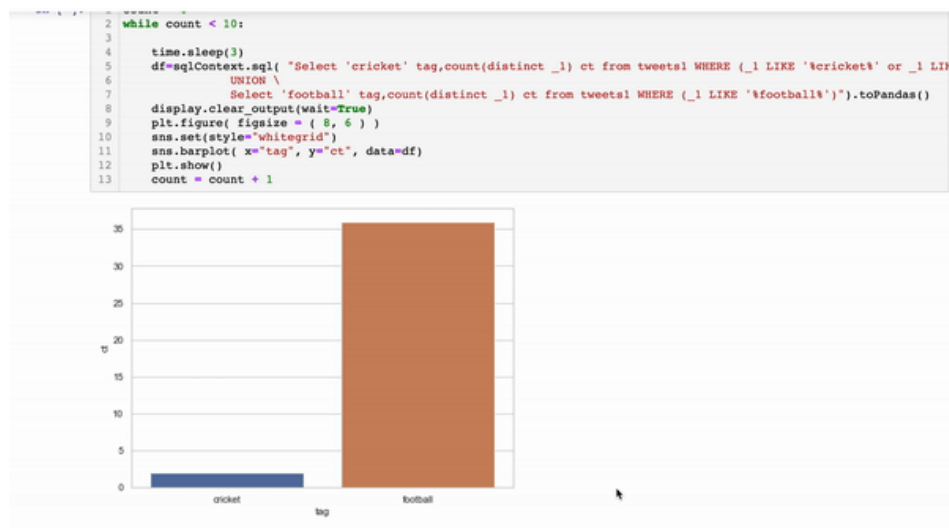 2 while count < 10:
3
4 time.sleep(3)
5 df=sqlContext.sql( "Select 'cricket' tag,count(distinct _1) ct from tweets1 WHERE (_1 LIKE '%cricket%' or _1 LIK
6 UNION \
7 Select 'football' tag,count(distinct _1) ct from tweets1 WHERE (_1 LIKE '%football%')").toPandas()
8 display.clear_output(wait=True)
9 plt.figure( figsize = ( 8, 6 ) )
10 sns.set(style="whitegrid")
11 sns.barplot( x="tag", y="ct", data=df)
12 plt.show()
13 count = count + 1
35
30
25
20
15
10
5
0
ct
cricket football
tag